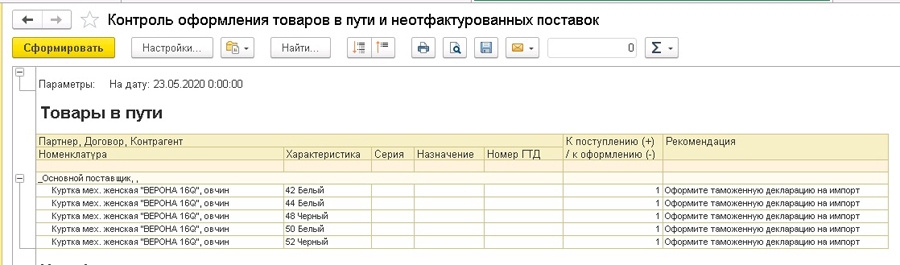 Контроль оформления товаров в пути и неотфактурованных поставок
Сформировать Настройки... Найти... 0 Σ
Параметры: На дату: 23.05.2020 0:00:00
Товары в пути
Партнер, Договор, Контрагент К поступлению (+) Рекомендация
Номенклатура Характеристика Серия Назначение Номер ГТД / к оформлению (-)
_Основной поставщик, ,
Куртка мех. женская "ВЕРОНА 16Q", овчин 42 Белый 1 Оформите таможенную декларацию на импорт
Куртка мех. женская "ВЕРОНА 16Q", овчин 44 Белый 1 Оформите таможенную декларацию на импорт
Куртка мех. женская "ВЕРОНА 16Q", овчин 48 Черный 1 Оформите таможенную декларацию на импорт
Куртка мех. женская "ВЕРОНА 16Q", овчин 50 Белый 1 Оформите таможенную декларацию на импорт
Куртка мех. женская "ВЕРОНА 16Q", овчин 52 Черный 1 Оформите таможенную декларацию на импорт